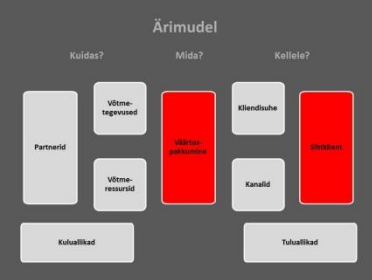 Ärimudel
Kuidas?
Mida?
Kellele?
Partnerid
Võtme-
tegevused
Võtme-
ressursid
Väärtus-
pakkumine
Kliendisuhe
Kanalid
Sihtklient
Kuluallikad
Tuluallikad